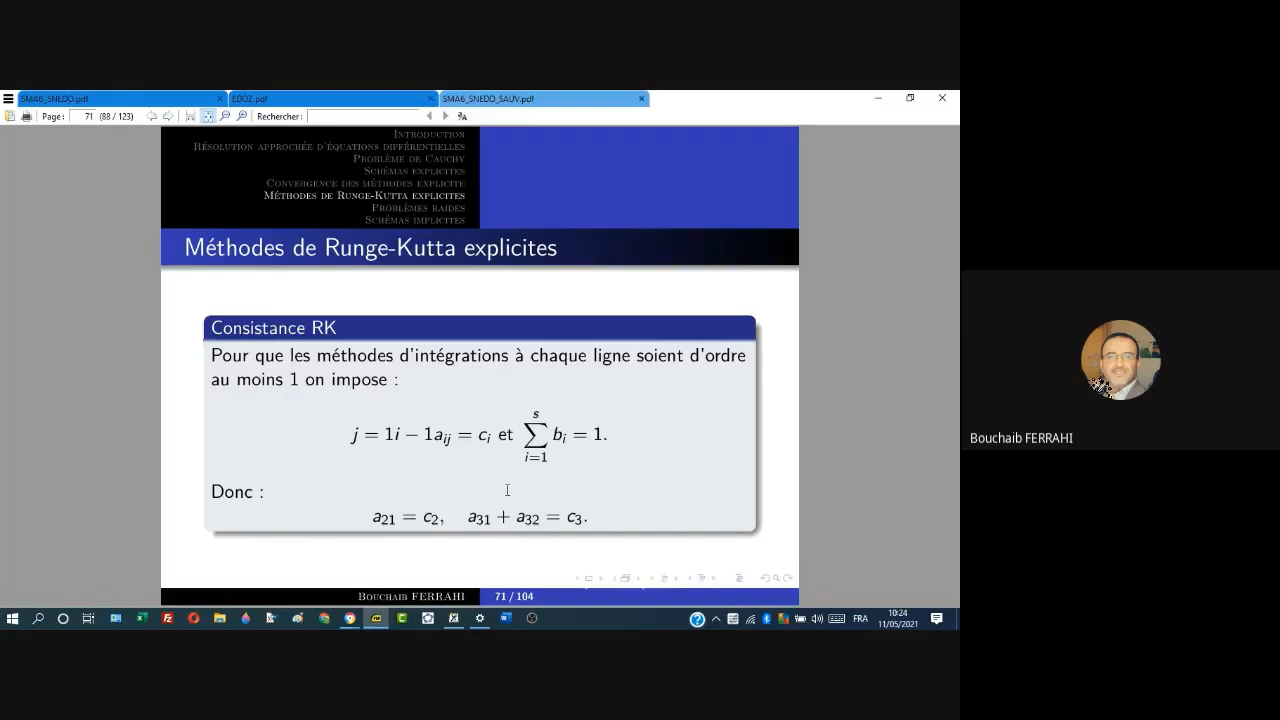 SMA6_SNEDO.pdf
EDO2.pdf
SMA6_SNEDO_SAUV.pdf
Page: 71 (88 / 123) Rechercher :
Introduction
Résolution approchée d'équations différentielles
Problème de Cauchy
Schémas explicites
Convergence des méthodes explicite
Méthodes de Runge-Kutta explicites
Problèmes raides
Schémas implicites
Méthodes de Runge-Kutta explicites
Consistance RK
Pour que les méthodes d'intégrations à chaque ligne soient d'ordre
au moins 1 on impose :
j = 1i − 1a_{ij} = c_i et \sum_{i=1}^{s} b_i = 1.
Donc :
a_{21} = c_2, a_{31} + a_{32} = c_3.
Bouchaib FERRAHI 71 / 104
FRA
10:24
11/05/2021
Bouchaib FERRAHI